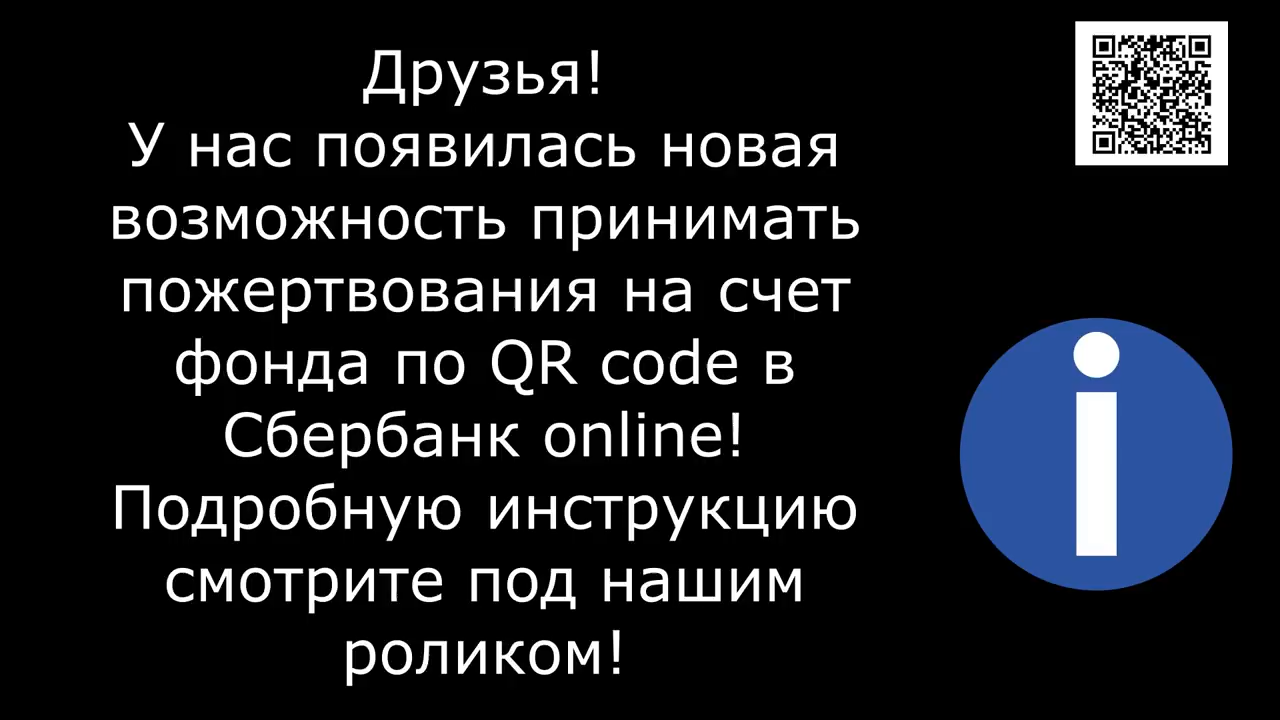 Друзья!
У нас появилась новая
возможность принимать
пожертвования на счет
фонда по QR code в
Сбербанк online!
Подробную инструкцию
смотрите под нашим
роликом!
i